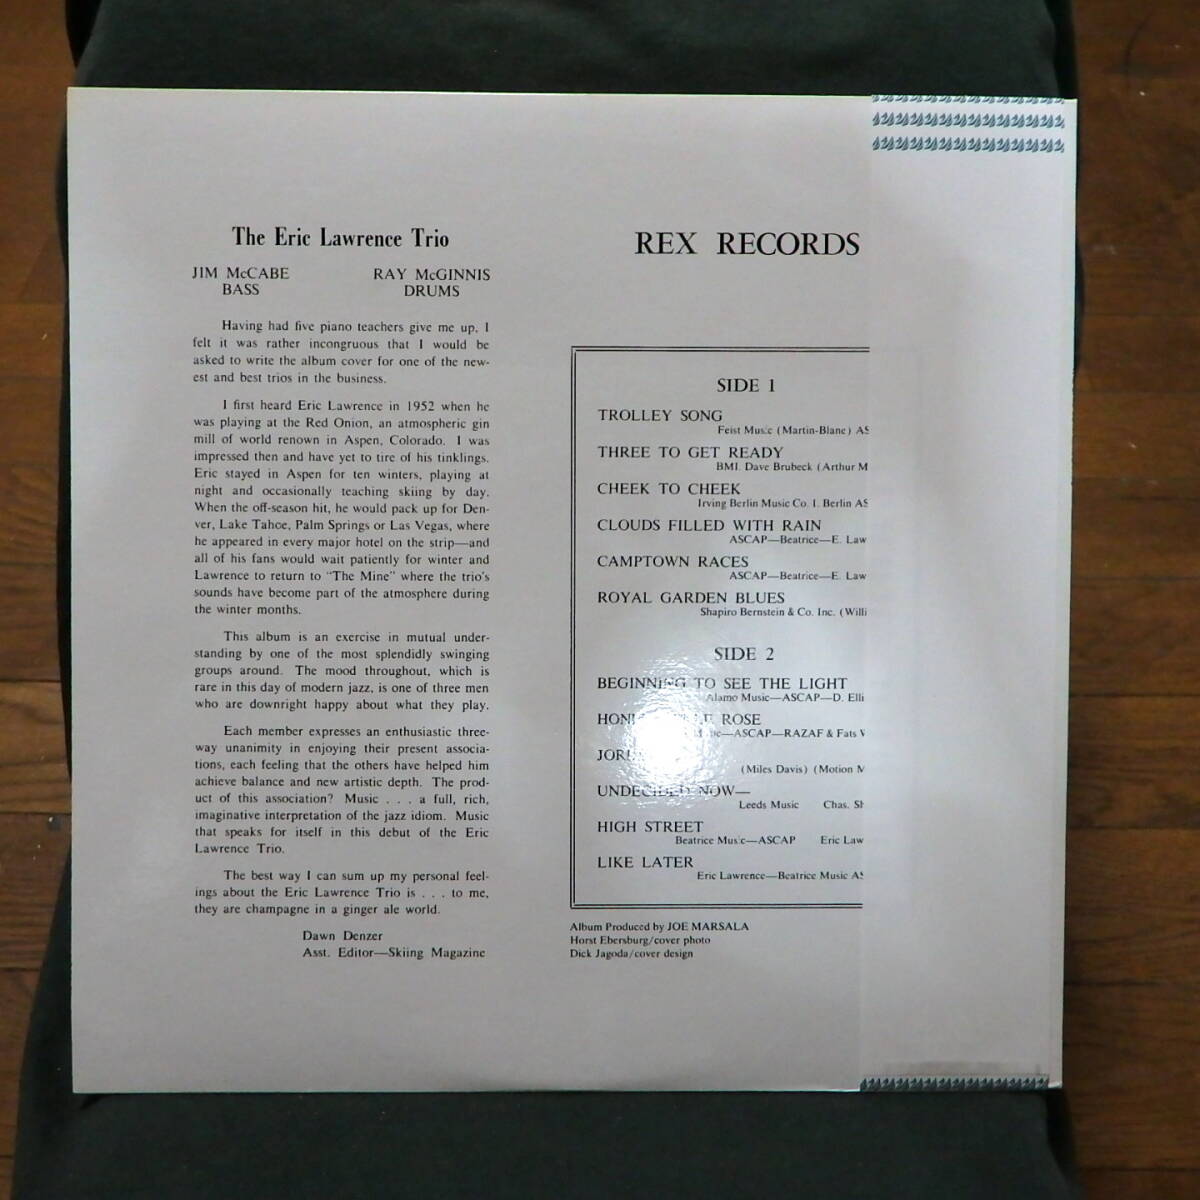 The Eric Lawrence Trio
JIM McCABE
BASS
RAY McGINNIS
DRUMS
Having had five piano teachers give me up, I
felt it was rather incongruous that I would be
asked to write the album cover for one of the new-
est and best trios in the business.
I first heard Eric Lawrence in 1952 when he
was playing at the Red Onion, an atmospheric gin
mill of world renown in Aspen, Colorado. I was
impressed then and have yet to tire of his tinklings.
Eric stayed in Aspen for ten winters, playing at
night and occasionally teaching skiing by day.
When the off-season hit, he would pack up for Den-
ver, Lake Tahoe, Palm Springs or Las Vegas, where
he appeared in every major hotel on the strip—and
all of his fans would wait patiently for winter and
Lawrence to return to "The Mine" where the trio's
sounds have become part of the atmosphere during
the winter months.
This album is an exercise in mutual under-
standing by one of the most splendidly swinging
groups around. The mood throughout, which is
rare in this day of modern jazz, is one of three men
who are downright happy about what they play.
Each member expresses an enthusiastic three-
way unanimity in enjoying their present associa-
tions, each feeling that the others have helped him
achieve balance and new artistic depth. The prod-
uct of this association? Music . . . a full, rich,
imaginative interpretation of the jazz idiom. Music
that speaks for itself in this debut of the Eric
Lawrence Trio.
The best way I can sum up my personal feel-
ings about the Eric Lawrence Trio is . . . to me,
they are champagne in a ginger ale world.
Dawn Denzer
Asst. Editor—Skiing Magazine
REX RECORDS
SIDE 1
TROLLEY SONG
Feist Music (Martin-Blane) AS
THREE TO GET READY
BMI. Dave Brubeck (Arthur M
CHEEK TO CHEEK
Irving Berlin Music Co. I. Berlin AS
CLOUDS FILLED WITH RAIN
ASCAP—Beatrice—E. Law
CAMPTOWN RACES
ASCAP—Beatrice—E. Law
ROYAL GARDEN BLUES
Shapiro Bernstein & Co. Inc. (Willi
SIDE 2
BEGINNING TO SEE THE LIGHT
Alamo Music—ASCAP—D. Elli
ROSE
—ASCAP—RAZAF & Fats
(Miles Davis) (Motion M
UNDECIDED NOW—
Leeds Music Chas. Sh
HIGH STREET
Beatrice Music—ASCAP Eric Law
LIKE LATER
Eric Lawrence—Beatrice Music AS
Album Produced by JOE MARSALA
Horst Ebersburg/cover photo
Dick Jagoda/cover design